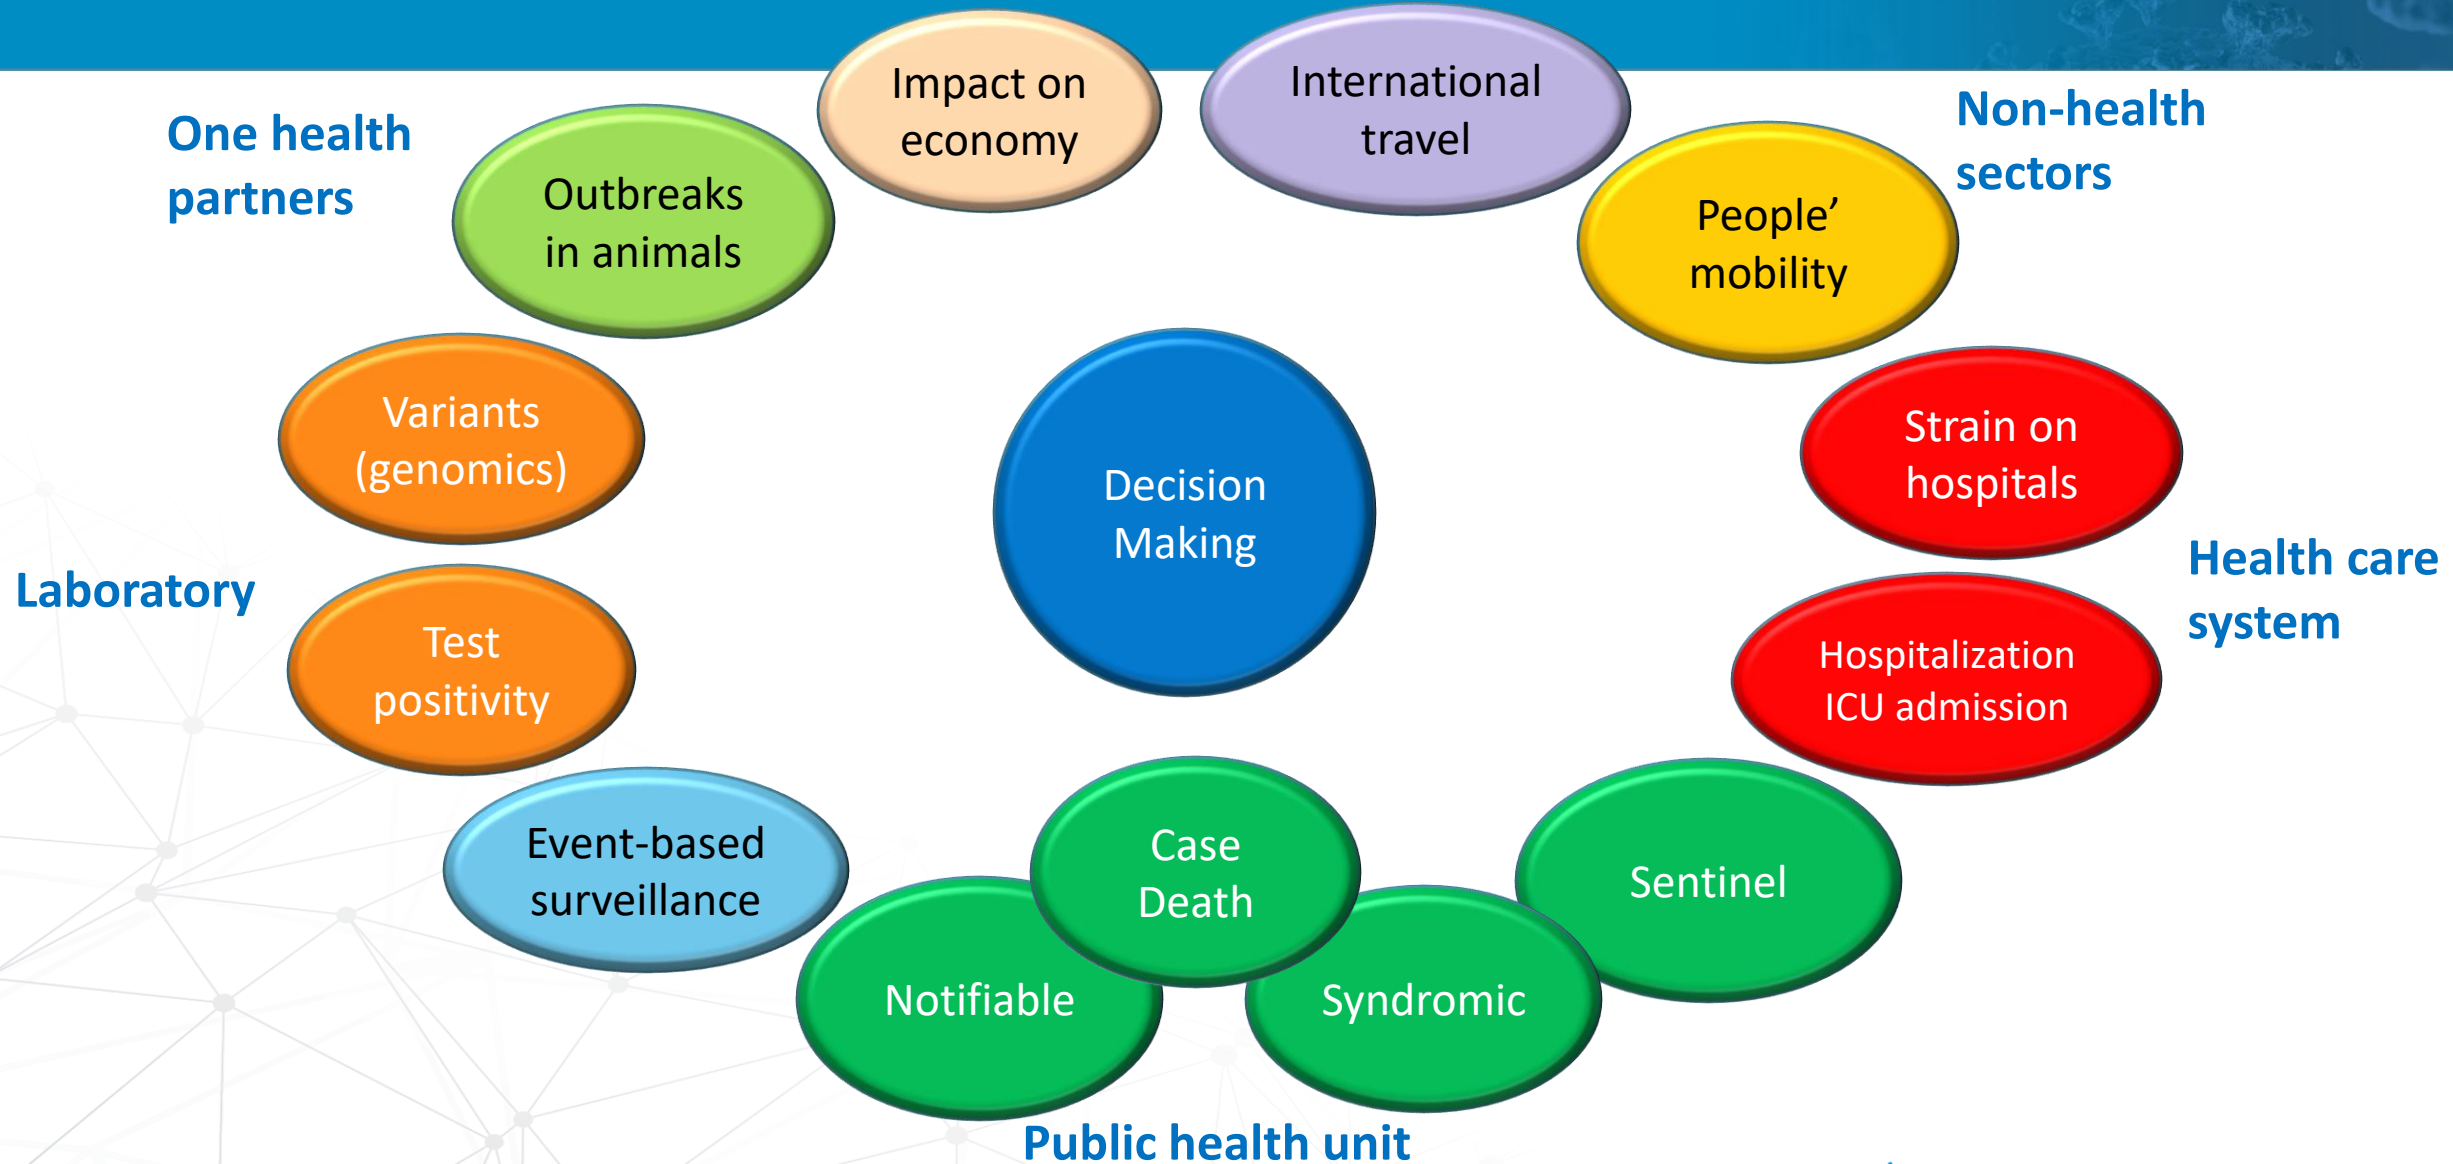 Impact on
economy
International
travel
One health
partners
Outbreaks
in animals
Non-health
sectors
People’
mobility
Variants
(genomics)
Strain on
hospitals
Decision
Making
Laboratory
Health care
system
Test
positivity
Hospitalization
ICU admission
Event-based
surveillance
Case
Death
Sentinel
Notifiable
Syndromic
Public health unit